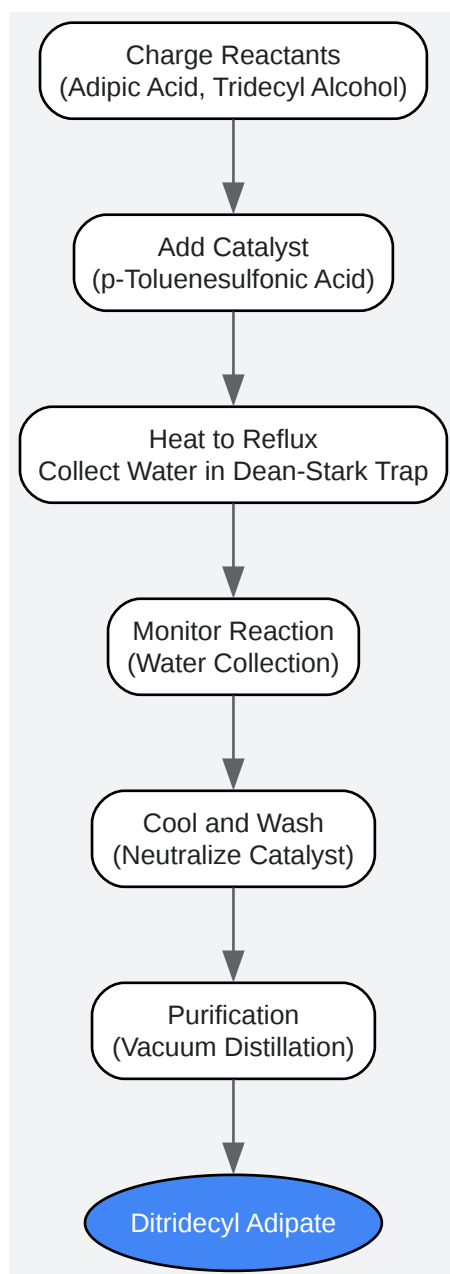 Charge Reactants
(Adipic Acid, Tridecyl Alcohol)
Add Catalyst
(p-Toluenesulfonic Acid)
Heat to Reflux
Collect Water in Dean-Stark Trap
Monitor Reaction
(Water Collection)
Cool and Wash
(Neutralize Catalyst)
Purification
(Vacuum Distillation)
Ditridecyl Adipate